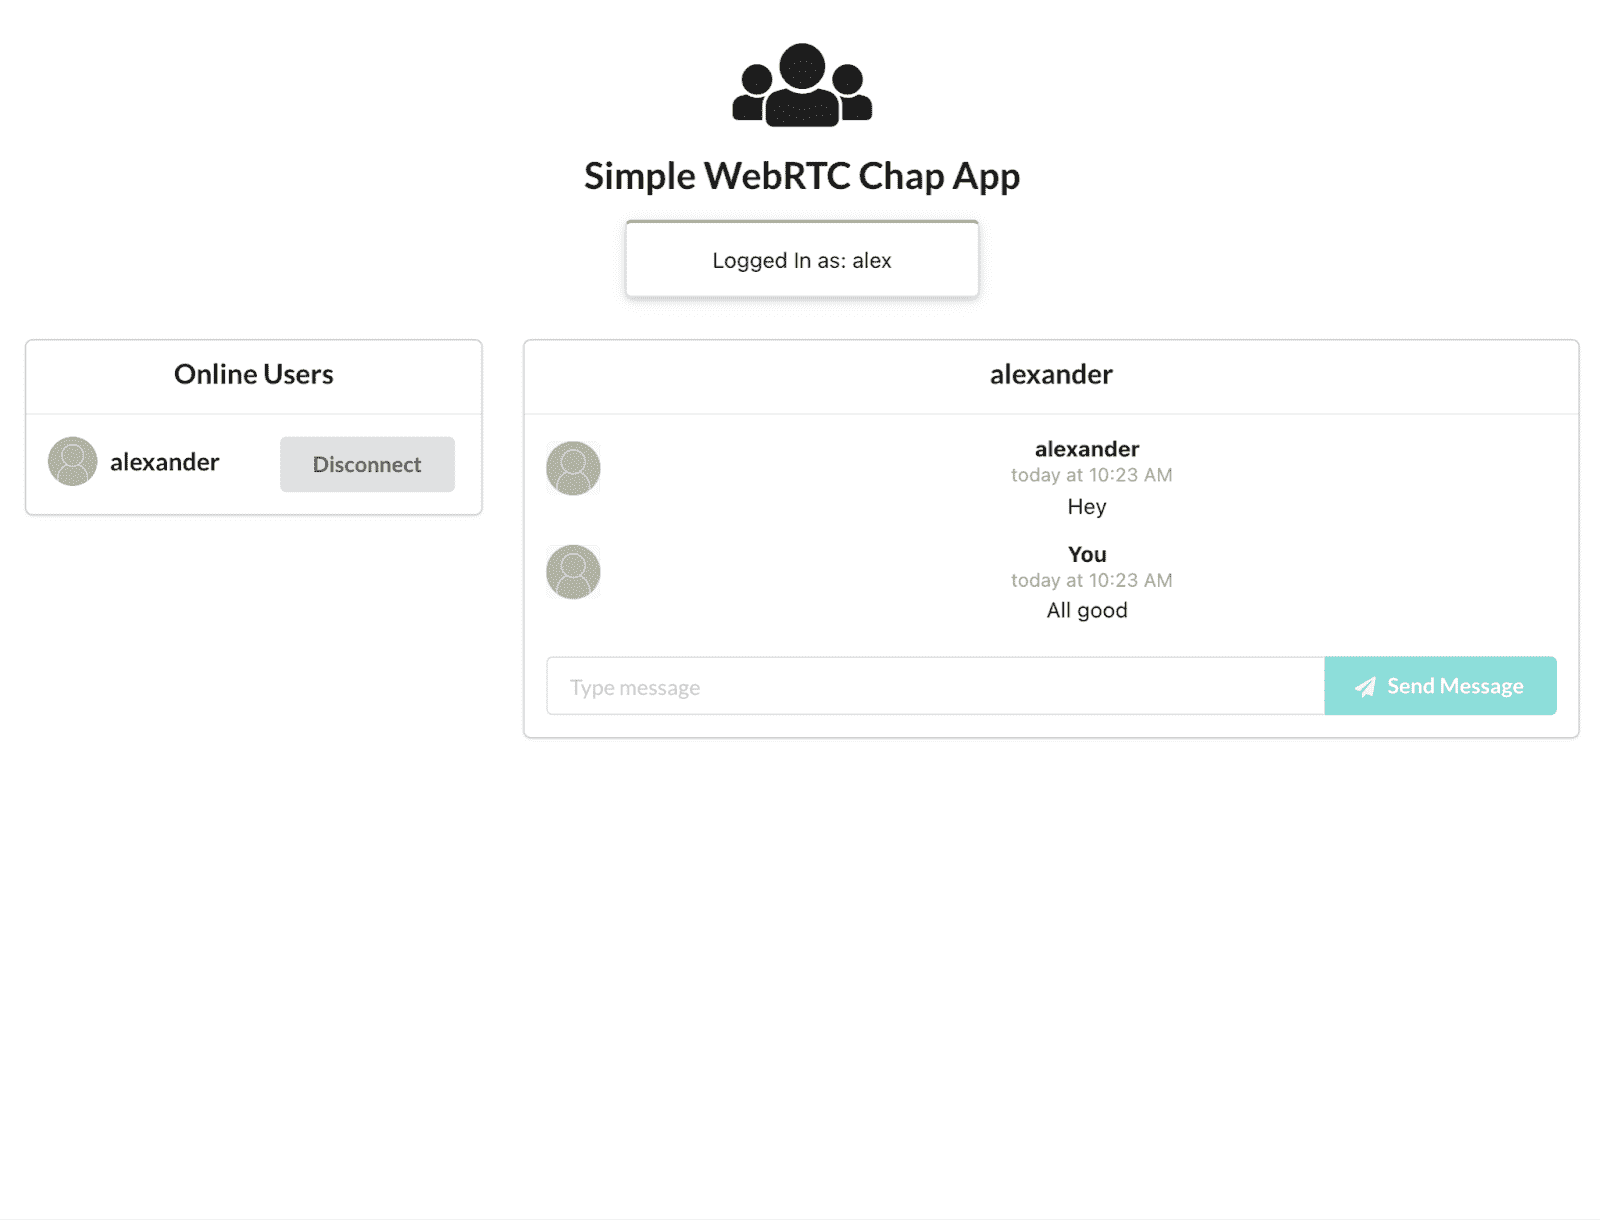 Simple WebRTC Chap App
Logged In as: alex
Online Users
alexander
Disconnect
alexander
alexander
today at 10:23 AM
Hey
You
today at 10:23 AM
All good
Type message
Send Message